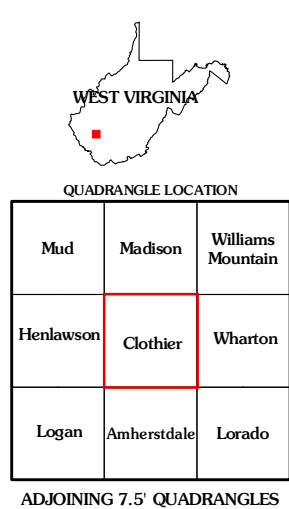 WEST VIRGINIA
QUADRANGLE LOCATION
Mud Madison Williams
Mountain
Henlawson Clothier Wharton
Logan Amherstdale Lorado
ADJOINING 7.5' QUADRANGLES